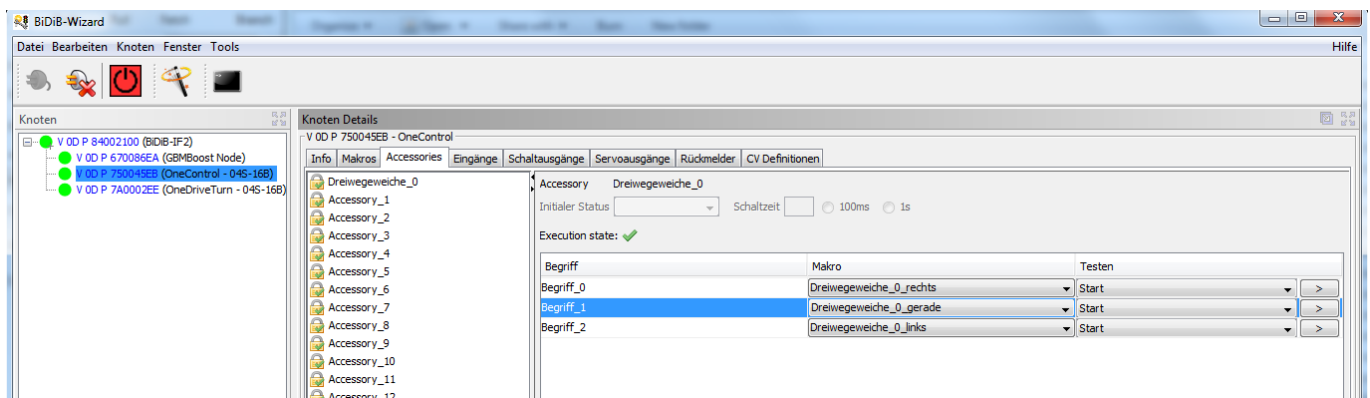 BiDiB-Wizard
Datei Bearbeiten Knoten Fenster Tools Hilfe
Knoten
V 0D P 84002100 (BiDiB-IF2)
V 0D P 670086EA (GBMBoost Node)
V 0D P 750045EB (OneControl - 04S-16B)
V 0D P 7A0002EE (OneDriveTurn - 04S-16B)
Knoten Details
V 0D P 750045EB - OneControl
Info Makros Accessories Eingänge Schaltausgänge Servoausgänge Rückmelder CV Definitionen
Dreiwegeweiche_0
Accessory_1
Accessory_2
Accessory_3
Accessory_4
Accessory_5
Accessory_6
Accessory_7
Accessory_8
Accessory_9
Accessory_10
Accessory_11
Accessory_12
Accessory Dreiwegeweiche_0
Initialer Status Schaltzeit 100ms 1s
Execution state:
Begriff Makro Testen
Begriff_0 Dreiwegeweiche_0_rechts Start >
Begriff_1 Dreiwegeweiche_0_gerade Start >
Begriff_2 Dreiwegeweiche_0_links Start >